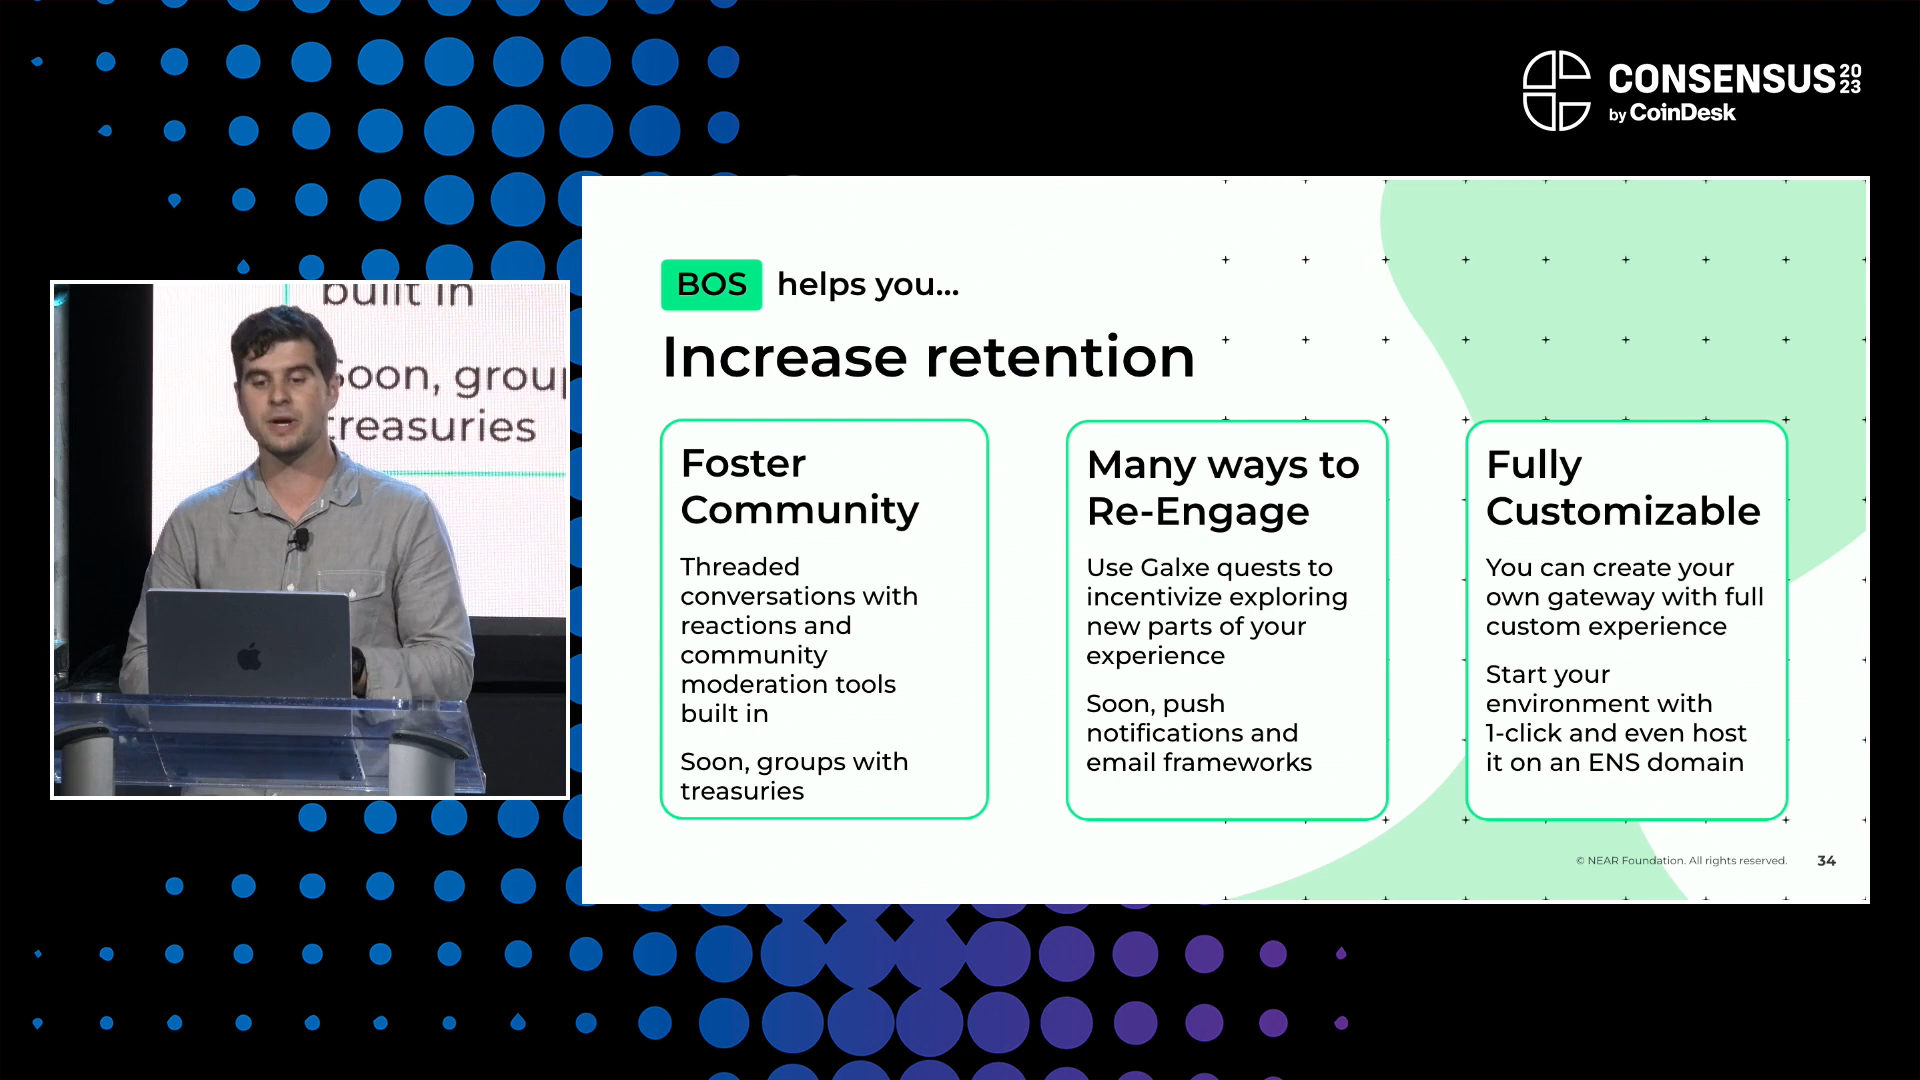 CONSENSUS 20 23
by CoinDesk
BOS helps you...
Increase retention
Foster
Community
Threaded
conversations with
reactions and
community
moderation tools
built in
Soon, groups with
treasuries
Many ways to
Re-Engage
Use Galxe quests to
incentivize exploring
new parts of your
experience
Soon, push
notifications and
email frameworks
Fully
Customizable
You can create your
own gateway with full
custom experience
Start your
environment with
1-click and even host
it on an ENS domain
© NEAR Foundation. All rights reserved. 34
built in
Soon, group
treasuries